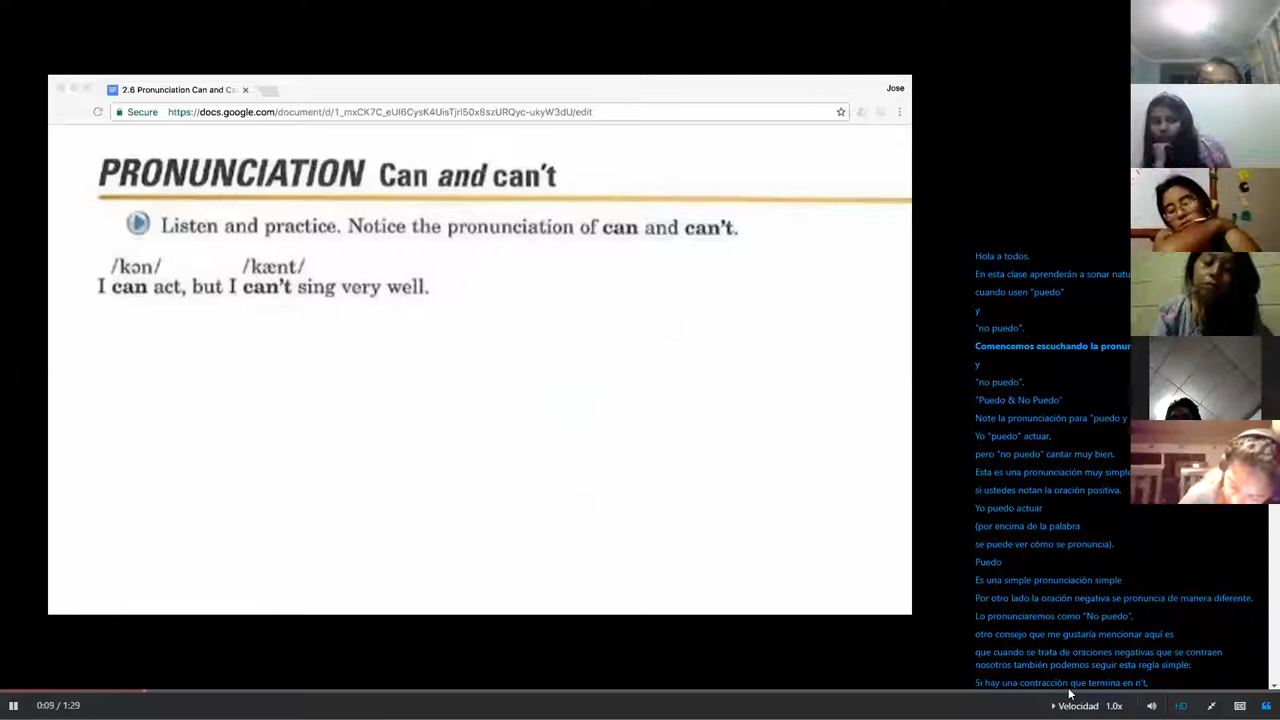 2.6 Pronunciation Can and Ca
Jose
Secure https://docs.google.com/document/d/1_mxCK7C_eUI6CysK4UisTjrl50x8szURQyc-ukyW3dU/edit
PRONUNCIATION Can and can't
Listen and practice. Notice the pronunciation of can and can't.
/kən/ /kænt/
I can act, but I can't sing very well.
Hola a todos.
En esta clase aprenderán a sonar natu
cuando usen "puedo"
y
"no puedo".
Comencemos escuchando la pronun
y
"no puedo".
"Puedo & No Puedo"
Note la pronunciación para "puedo y
Yo "puedo" actuar,
pero "no puedo" cantar muy bien.
Esta es una pronunciación muy simple
si ustedes notan la oración positiva.
Yo puedo actuar
(por encima de la palabra
se puede ver cómo se pronuncia).
Puedo
Es una simple pronunciación simple
Por otro lado la oración negativa se pronuncia de manera diferente.
Lo pronunciaremos como "No puedo",
otro consejo que me gustaría mencionar aquí es
que cuando se trata de oraciones negativas que se contraen
nosotros también podemos seguir esta regla simple:
Si hay una contracción que termina en n't,
0:09 / 1:29
Velocidad 1.0x
HD
CC